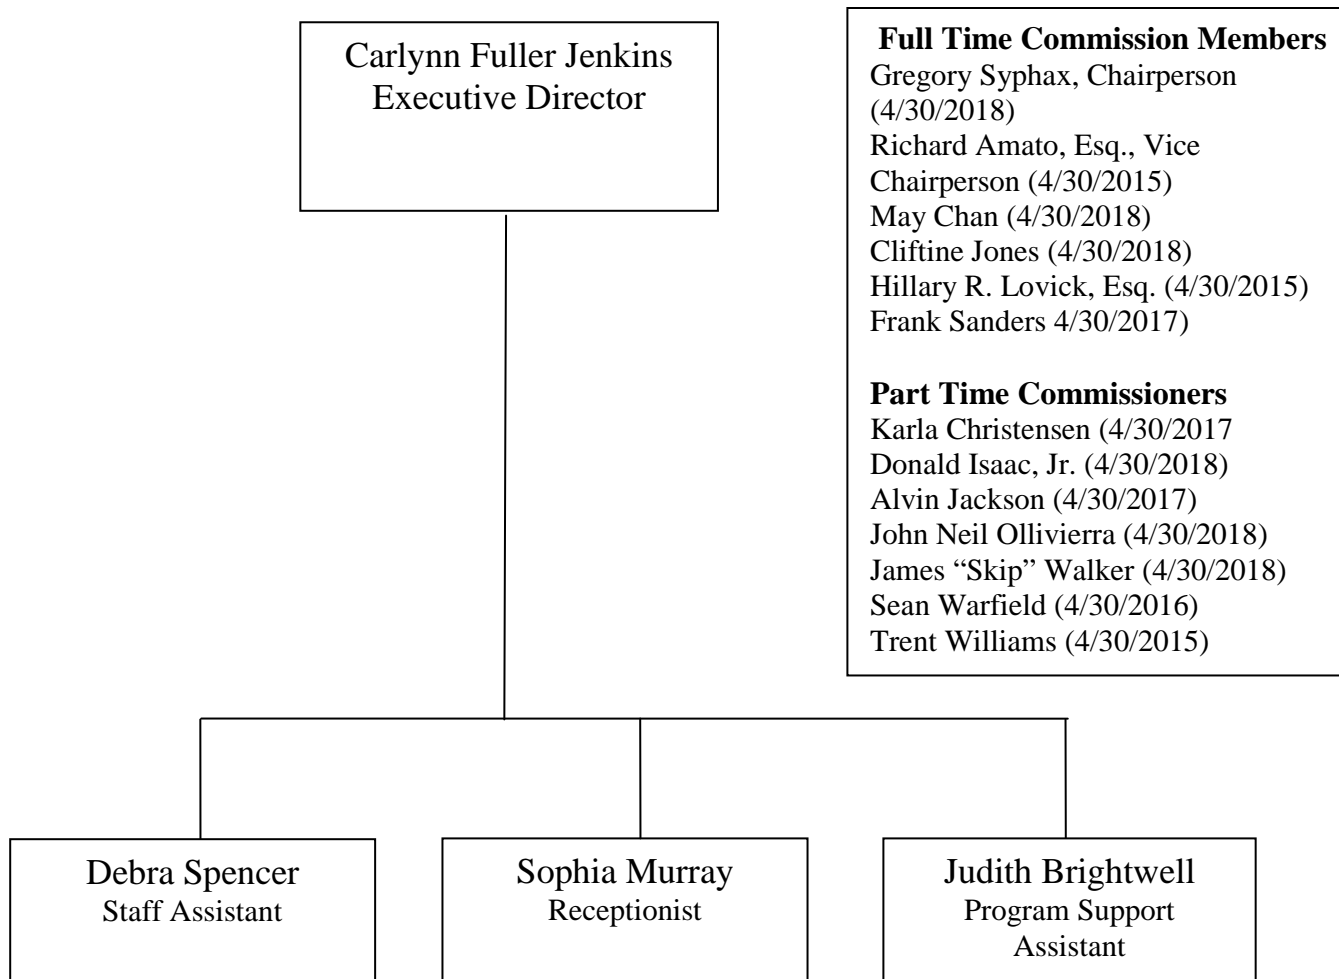 Carlynn Fuller Jenkins
Executive Director
Full Time Commission Members
Gregory Syphax, Chairperson
(4/30/2018)
Richard Amato, Esq., Vice
Chairperson (4/30/2015)
May Chan (4/30/2018)
Cliftine Jones (4/30/2018)
Hillary R. Lovick, Esq. (4/30/2015)
Frank Sanders 4/30/2017)
Part Time Commissioners
Karla Christensen (4/30/2017
Donald Isaac, Jr. (4/30/2018)
Alvin Jackson (4/30/2017)
John Neil Ollivierra (4/30/2018)
James “Skip” Walker (4/30/2018)
Sean Warfield (4/30/2016)
Trent Williams (4/30/2015)
Debra Spencer
Staff Assistant
Sophia Murray
Receptionist
Judith Brightwell
Program Support
Assistant